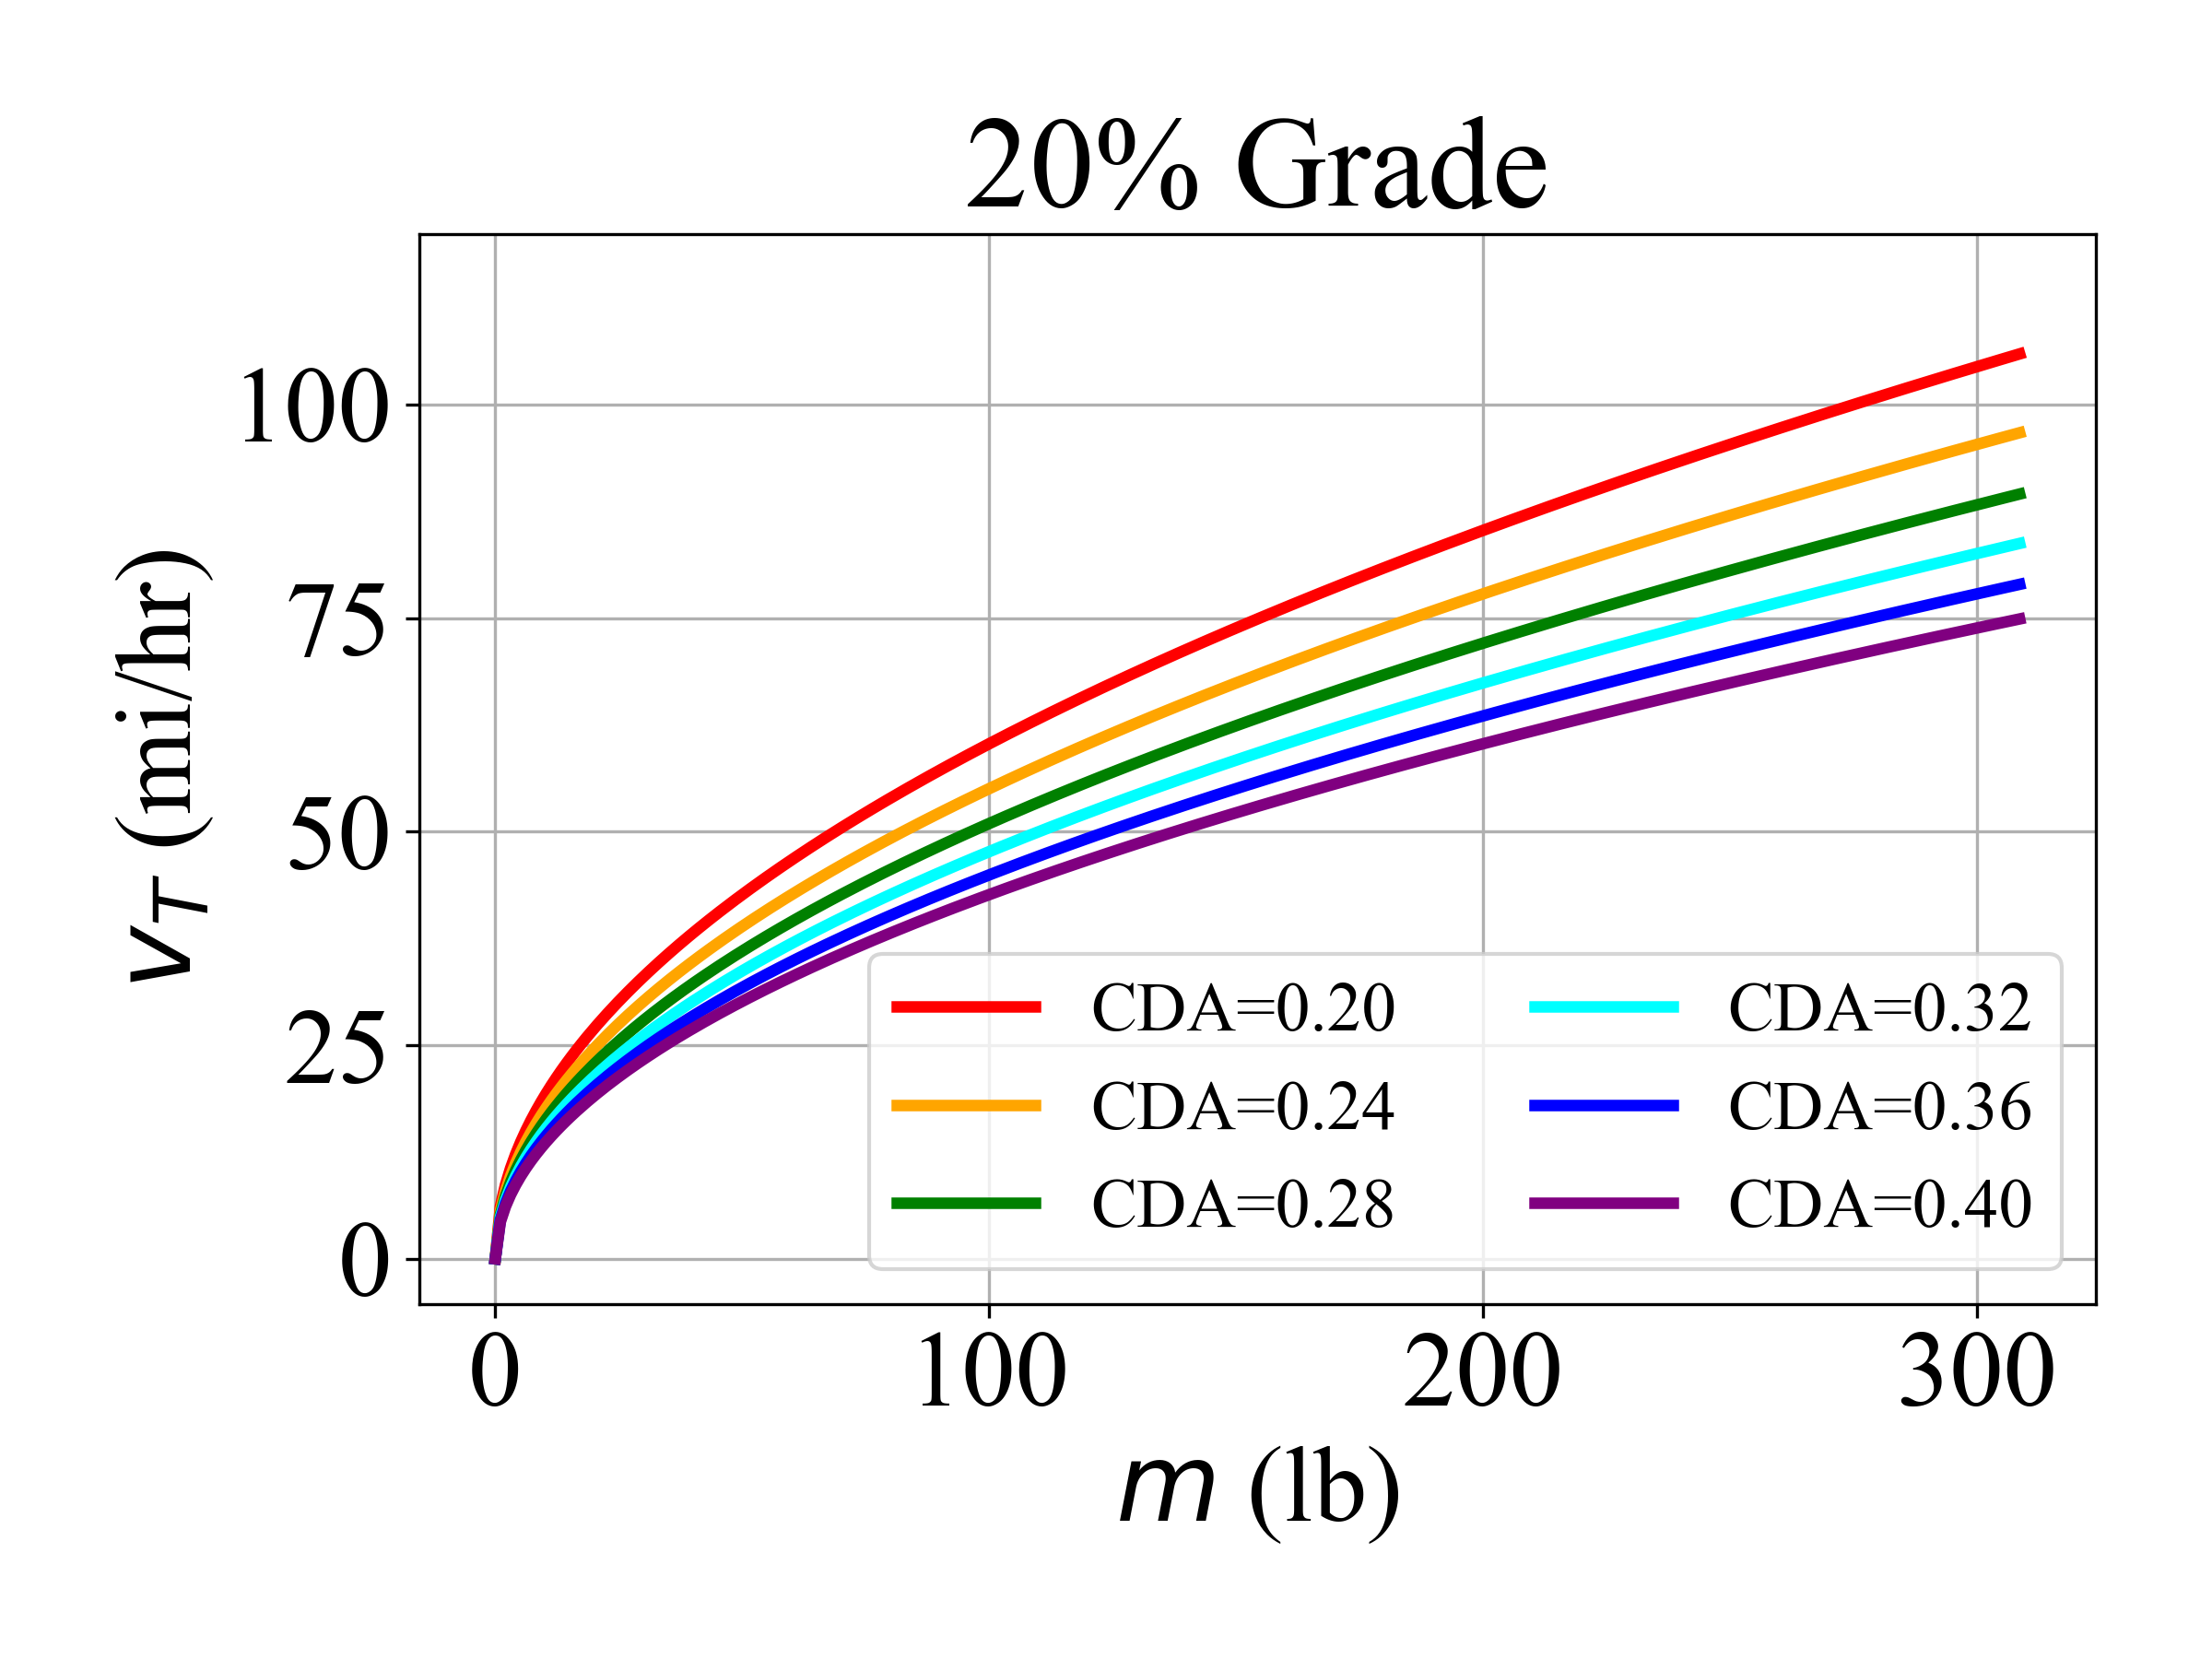 20% Grade
v_T (mi/hr)
100
75
50
25
0
CDA=0.20
CDA=0.24
CDA=0.28
CDA=0.32
CDA=0.36
CDA=0.40
0 100 200 300
m (lb)